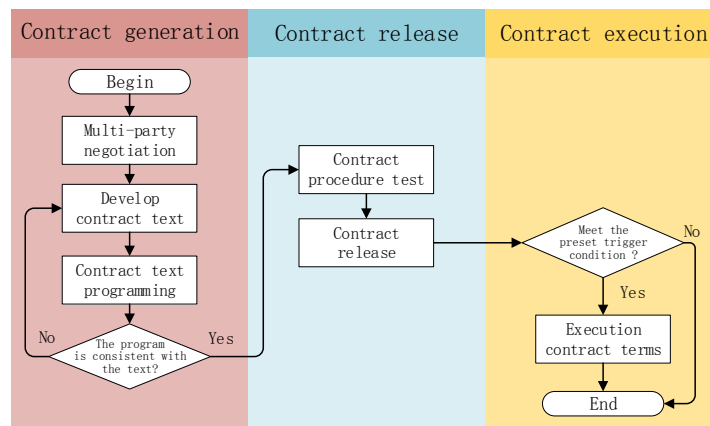 Contract generation
Contract release
Contract execution
Begin
Multi-party
negotiation
Develop
contract text
Contract text
programming
No
The program
is consistent with
the text?
Yes
Contract
procedure test
Contract
release
Meet the
preset trigger
condition ?
No
Yes
Execution
contract terms
End